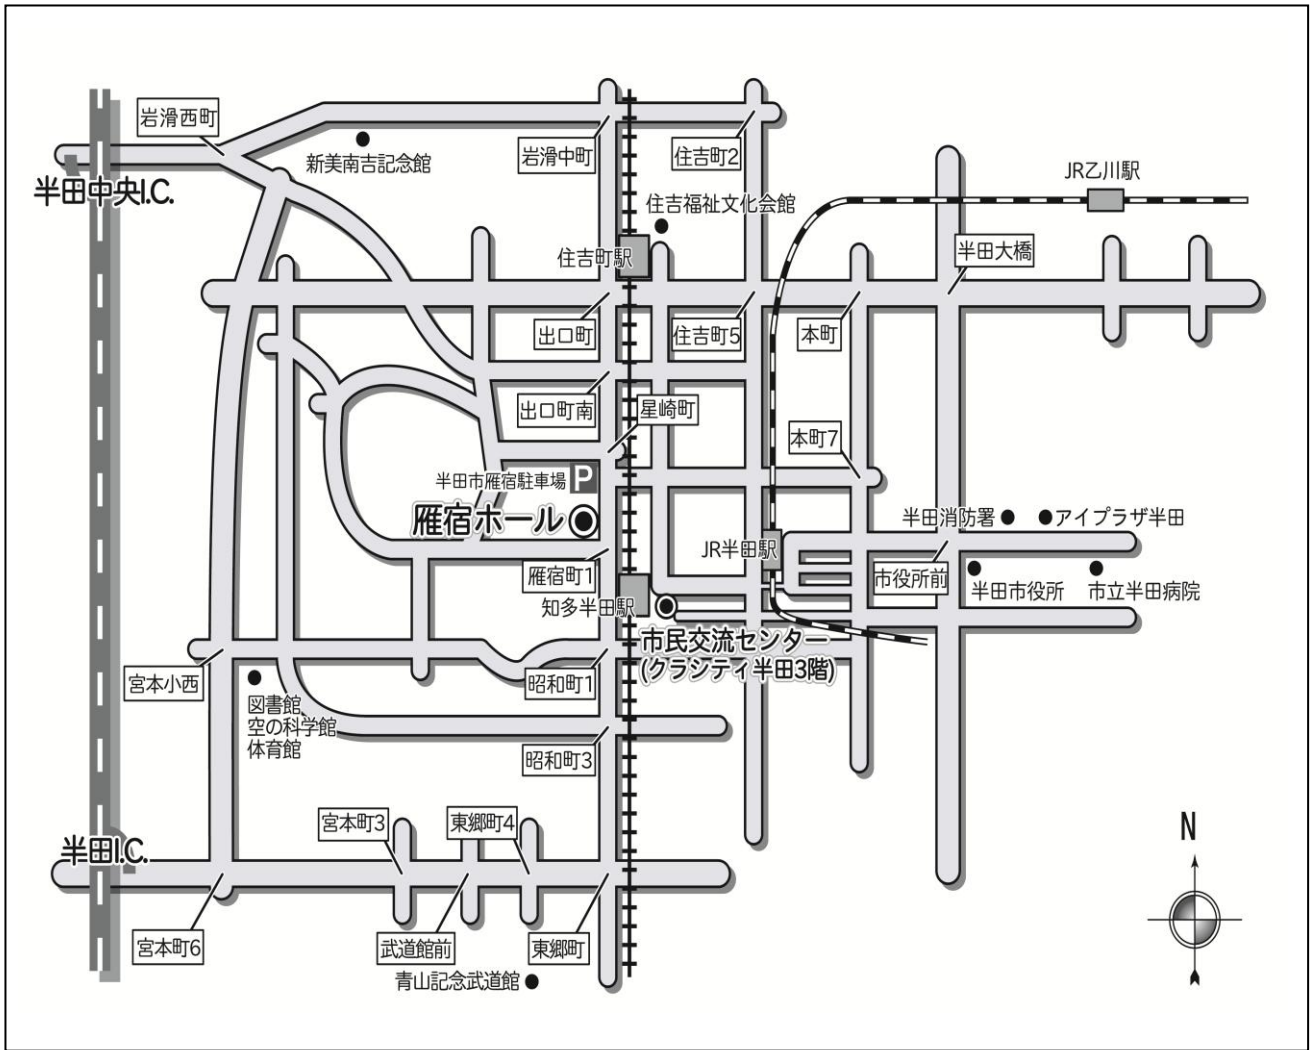 岩滑西町
新美南吉記念館
岩滑中町
住吉町2
JR乙川駅
半田中央I.C.
住吉福祉文化会館
半田大橋
住吉町駅
出口町
住吉町5
本町
出口町南
星崎町
本町7
半田市雁宿駐車場 P
雁宿ホール
半田消防署
アイプラザ半田
JR半田駅
雁宿町1
市役所前
半田市役所
市立半田病院
知多半田駅
市民交流センター
(クラシティ半田3階)
宮本小西
昭和町1
図書館
空の科学館
体育館
昭和町3
宮本町3
東郷町4
N
半田I.C.
宮本町6
武道館前
東郷町
青山記念武道館